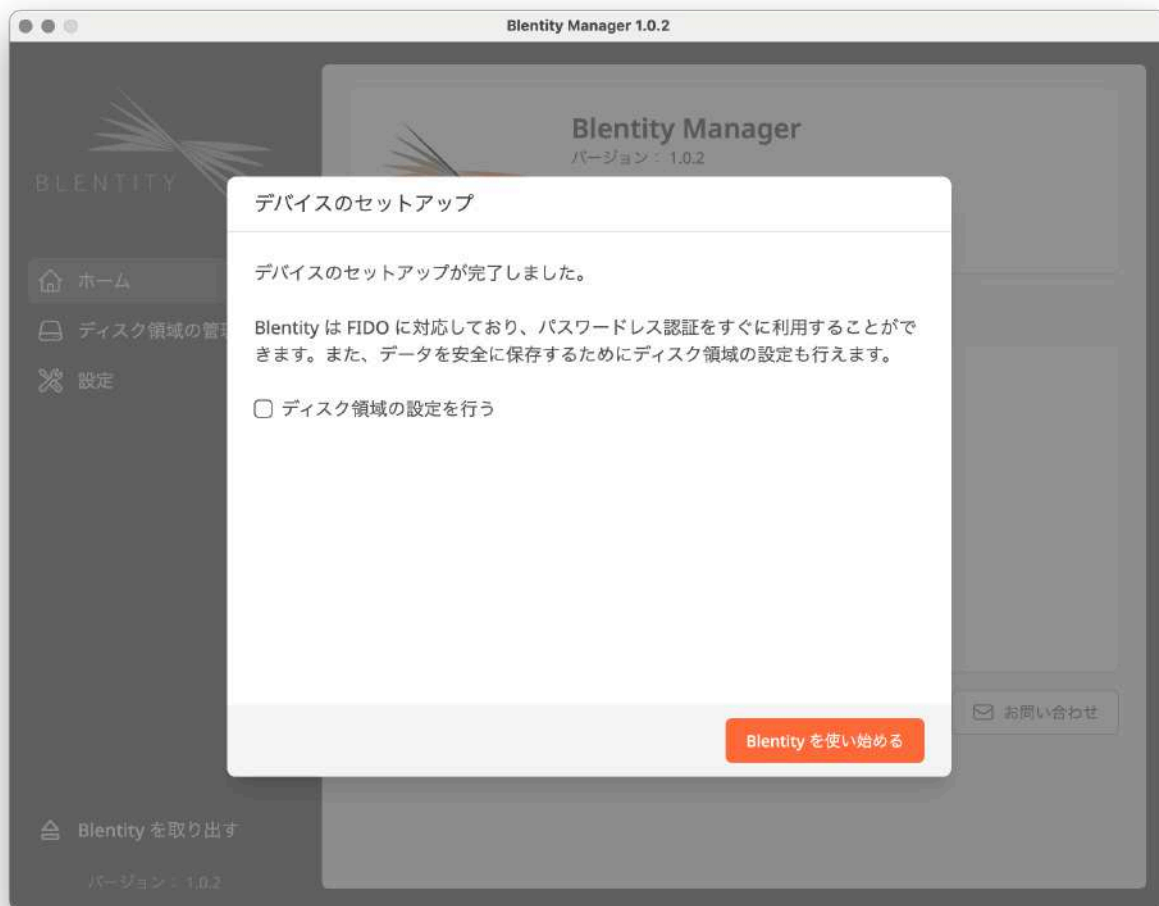 Blentity Manager 1.0.2
BLENTITY
ホーム
ディスク領域の管
設定
Blentity を取り出す
バージョン： 1.0.2
Blentity Manager
バージョン： 1.0.2
デバイスのセットアップ
デバイスのセットアップが完了しました。
Blentity は FIDO に対応しており、パスワードレス認証をすぐに利用することがで
きます。また、データを安全に保存するためにディスク領域の設定も行えます。
ディスク領域の設定を行う
Blentity を使い始める
お問い合わせ